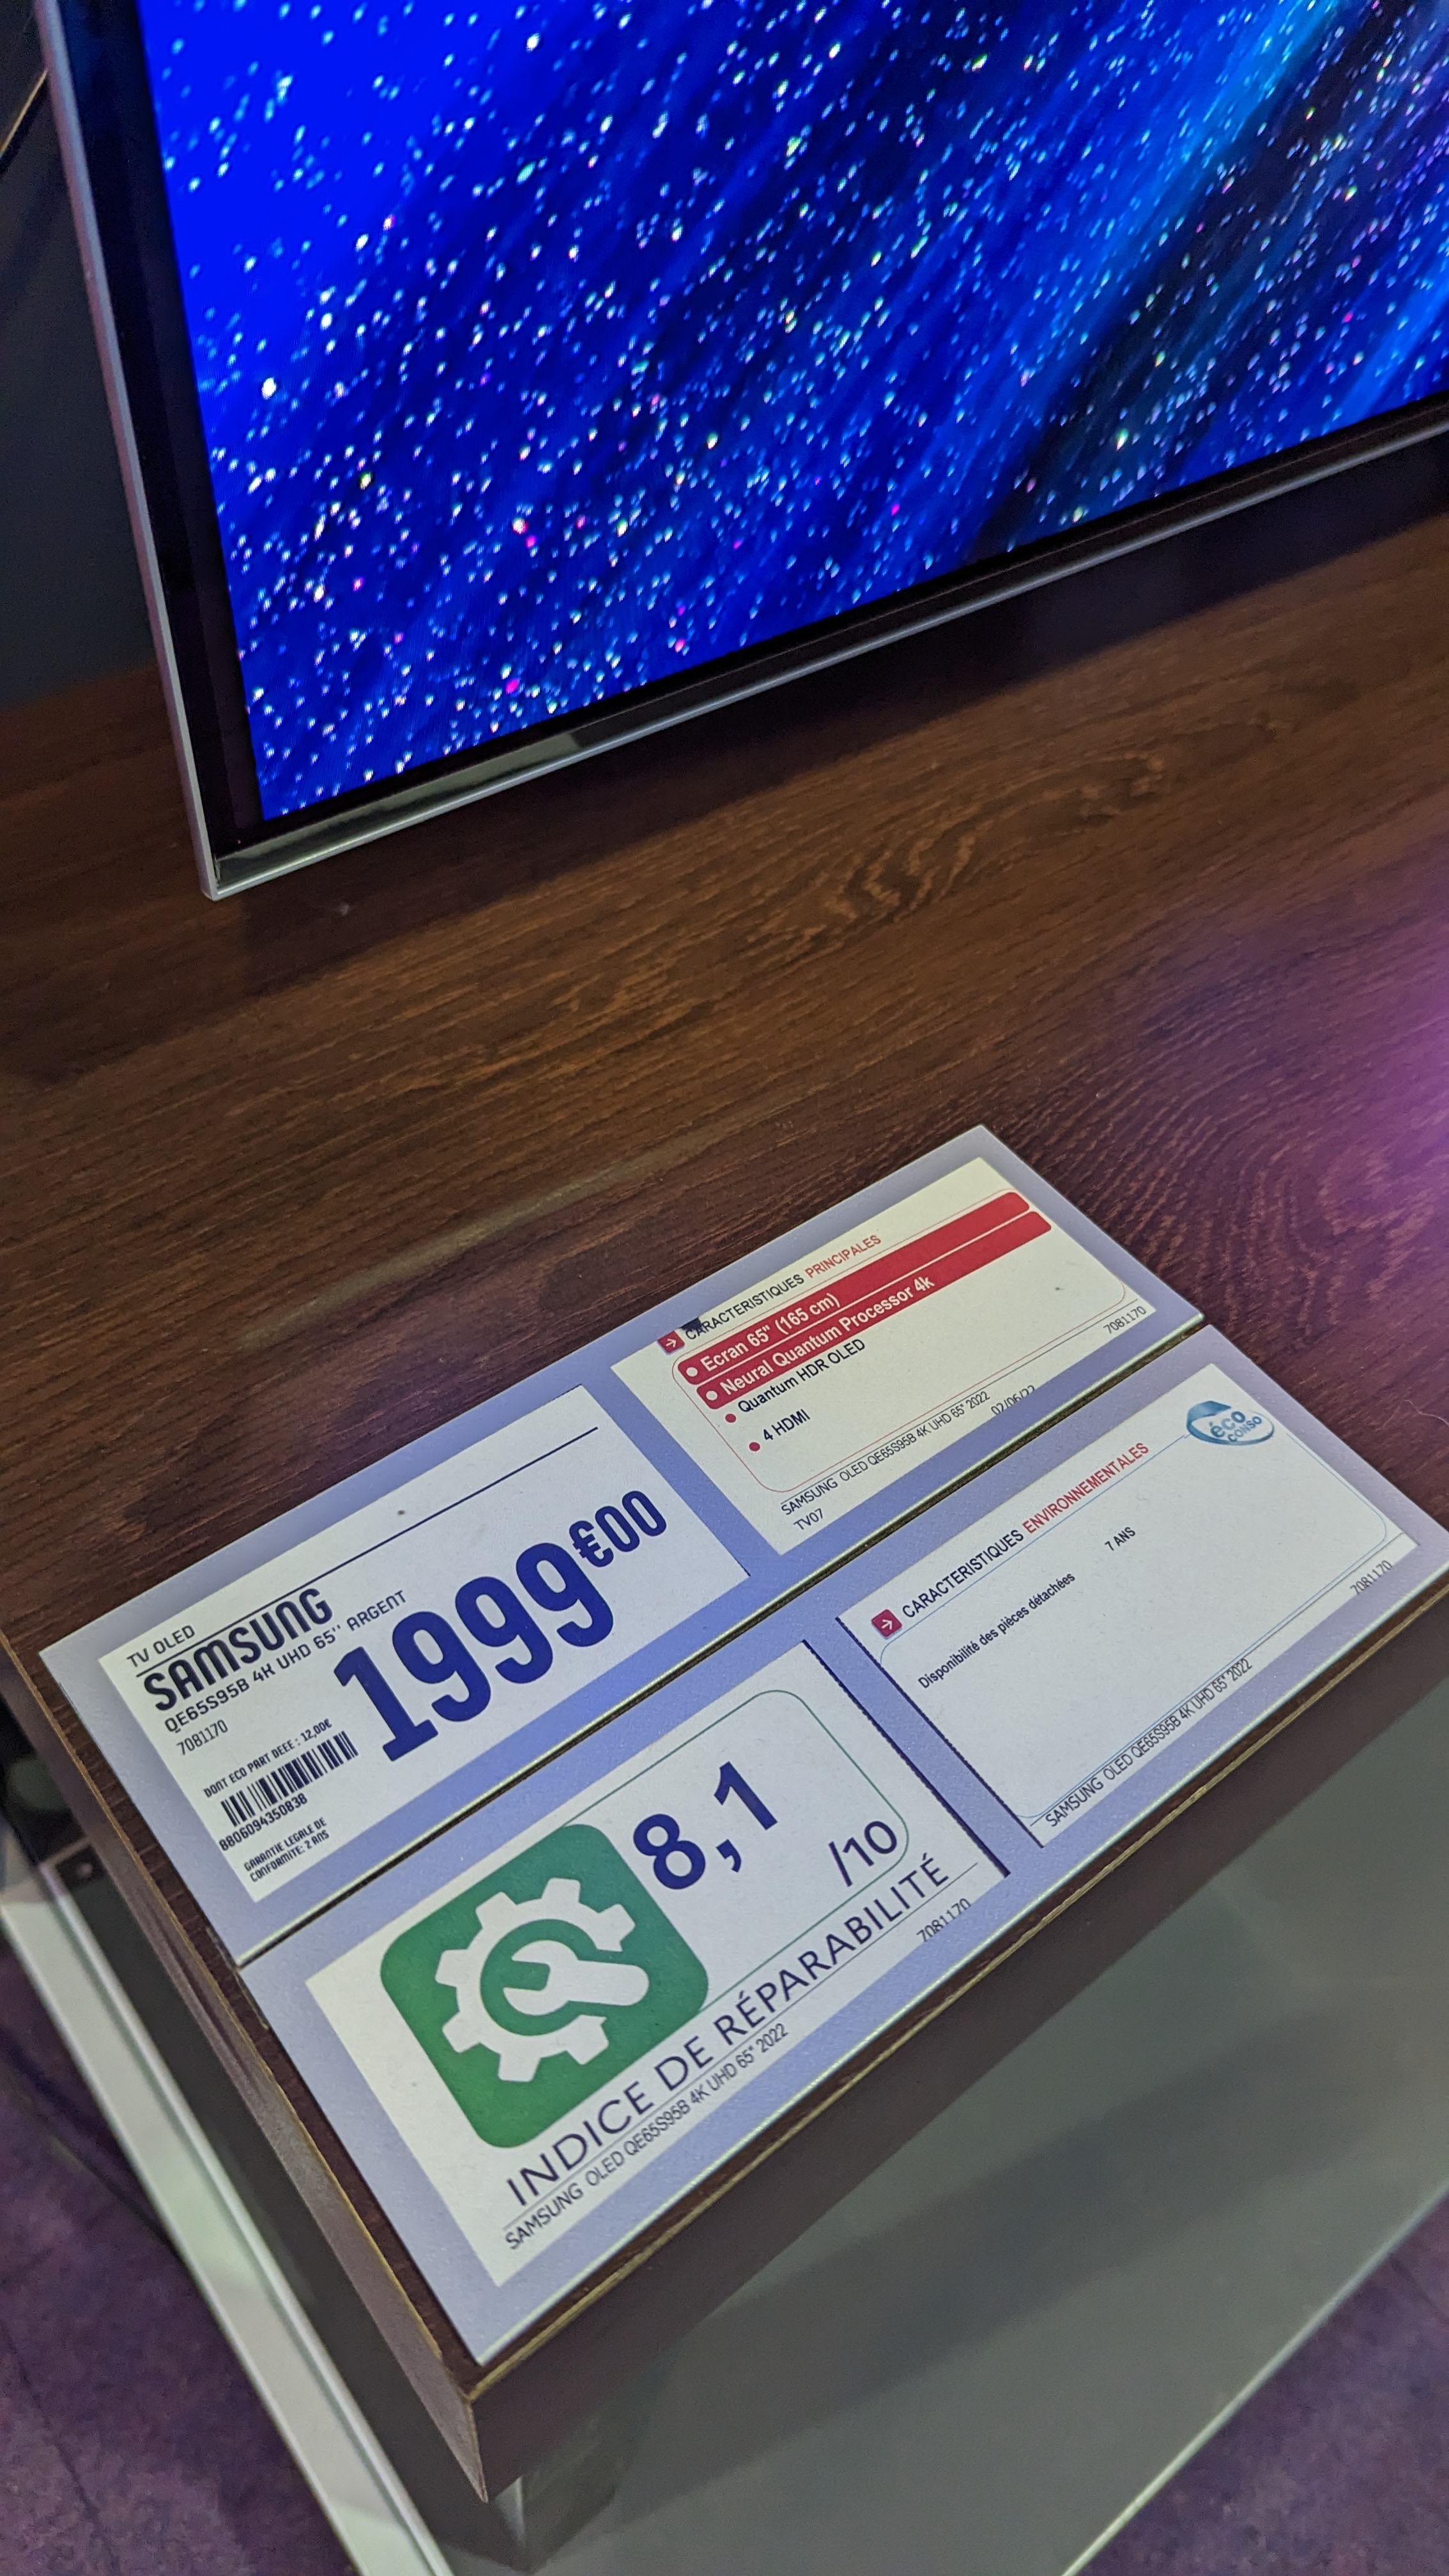 TV OLED
SAMSUNG
QE65S95B 4K UHD 65'' ARGENT
7081170
1999€00
DONT ECO PART DEEE : 12,00€
8806094350838
GARANTIE LEGALE DE
CONFORMITE: 2 ANS
CARACTERISTIQUES PRINCIPALES
Ecran 65" (165 cm)
Neural Quantum Processor 4k
Quantum HDR OLED
4 HDMI
SAMSUNG OLED QE65S95B 4K UHD 65" 2022
02/06/22
TV07
7081170
8,1
/10
INDICE DE RÉPARABILITÉ
SAMSUNG OLED QE65S95B 4K UHD 65" 2022
7081170
CARACTERISTIQUES ENVIRONNEMENTALES
éco
CONSO
Disponibilité des pièces détachées 7 ANS
SAMSUNG OLED QE65S95B 4K UHD 65" 2022
7081170